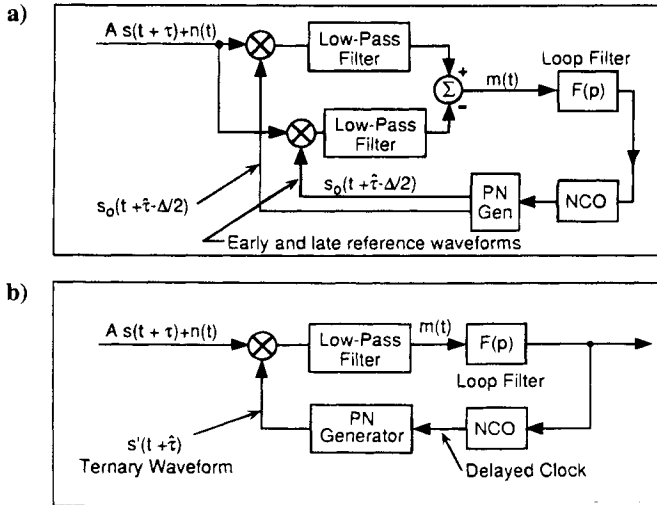 a)
A s(t + τ)+n(t)
Low-Pass
Filter
Loop Filter
+
Σ
m(t)
F(p)
−
Low-Pass
Filter
s₀(t + τ̂-Δ/2)
s₀(t + τ̂-Δ/2)
PN
Gen
NCO
Early and late reference waveforms
b)
A s(t + τ)+n(t)
Low-Pass
Filter
m(t)
F(p)
Loop Filter
PN
Generator
NCO
s'(t + τ̂)
Ternary Waveform
Delayed Clock